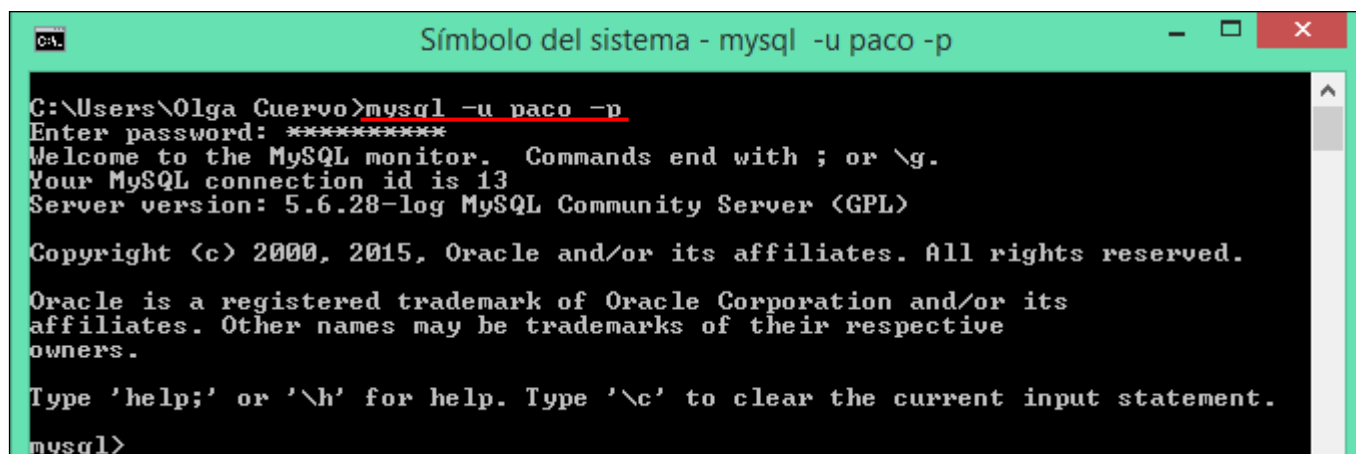 Símbolo del sistema - mysql -u paco -p
C:\Users\Olga Cuervo>mysql -u paco -p
Enter password: **********
Welcome to the MySQL monitor.  Commands end with ; or \g.
Your MySQL connection id is 13
Server version: 5.6.28-log MySQL Community Server (GPL)
Copyright (c) 2000, 2015, Oracle and/or its affiliates. All rights reserved.
Oracle is a registered trademark of Oracle Corporation and/or its
affiliates. Other names may be trademarks of their respective
owners.
Type 'help;' or '\h' for help. Type '\c' to clear the current input statement.
mysql>